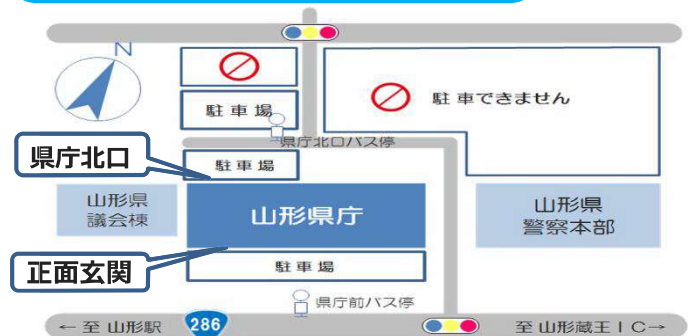 N
駐車場
駐車できません
県庁北口バス停
県庁北口
駐車場
山形県
議会棟
山形県庁
山形県
警察本部
正面玄関
駐車場
県庁前バス停
←至 山形駅
286
至 山形蔵王IC→